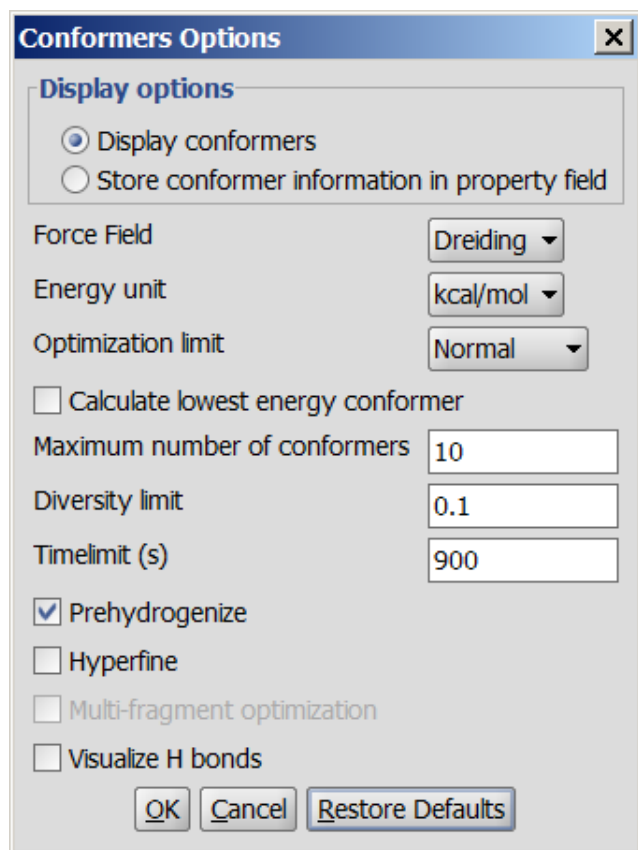 Conformers Options
Display options
Display conformers
Store conformer information in property field
Force Field Dreiding
Energy unit kcal/mol
Optimization limit Normal
Calculate lowest energy conformer
Maximum number of conformers 10
Diversity limit 0.1
Timelimit (s) 900
Prehydrogenize
Hyperfine
Multi-fragment optimization
Visualize H bonds
OK Cancel Restore Defaults